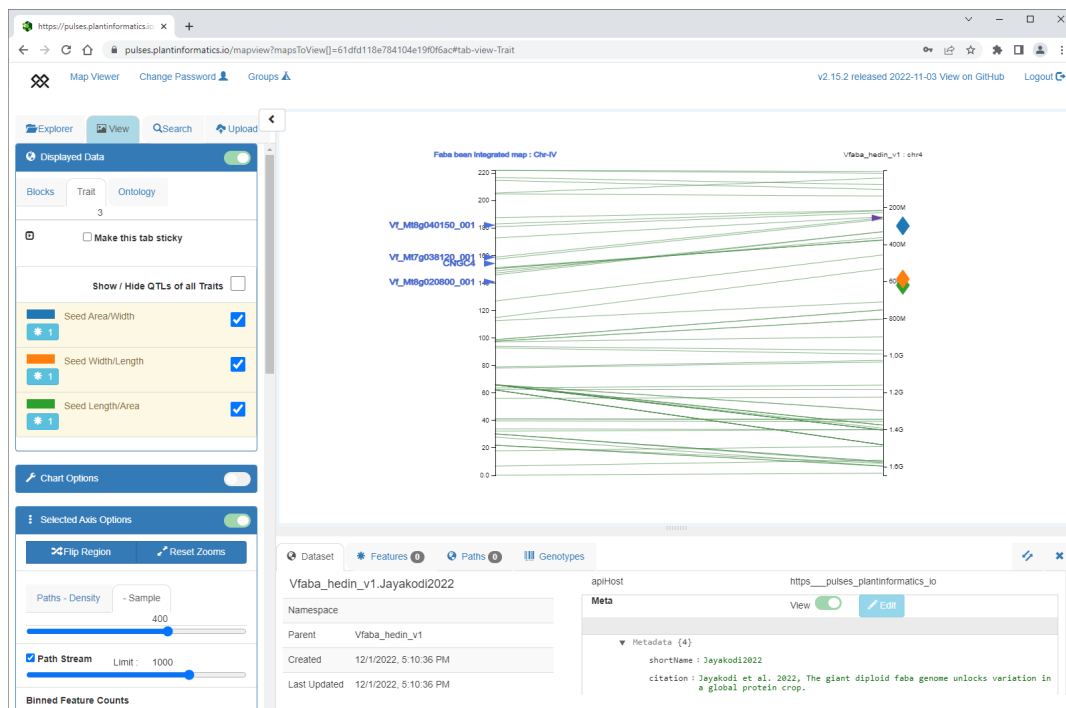 https://pulses.plantinformatics.io
pulses.plantinformatics.io/mapview?mapsToView[]=61dfd118e784104e19f0f6ac#tab-view-Trait
Map Viewer Change Password Groups v2.15.2 released 2022-11-03 View on GitHub Logout
Explorer View Search Upload
Displayed Data
Blocks Trait Ontology
3
Make this tab sticky
Show / Hide QTLs of all Traits
Seed Area/Width
1
Seed Width/Length
1
Seed Length/Area
1
Chart Options
Selected Axis Options
Flip Region Reset Zooms
Paths - Density - Sample
400
Path Stream Limit : 1000
Binned Feature Counts
Faba bean integrated map : Chr-IV
Vfaba_hedin_v1 : chr4
220
200
Vf_Mt8g040150_001
180
Vf_Mt7g038120_001
160
CNGC4
Vf_Mt8g020800_001
140
120
100
80
60
40
20
0.0
200M
400M
600M
800M
1.0G
1.2G
1.4G
1.6G
Dataset Features 0 Paths 0 Genotypes
Vfaba_hedin_v1.Jayakodi2022
Namespace
Parent Vfaba_hedin_v1
Created 12/1/2022, 5:10:36 PM
Last Updated 12/1/2022, 5:10:36 PM
apiHost https___pulses_plantinformatics_io
Meta View Edit
Metadata {4}
shortName : Jayakodi2022
citation : Jayakodi et al. 2022, The giant diploid faba genome unlocks variation in
a global protein crop.